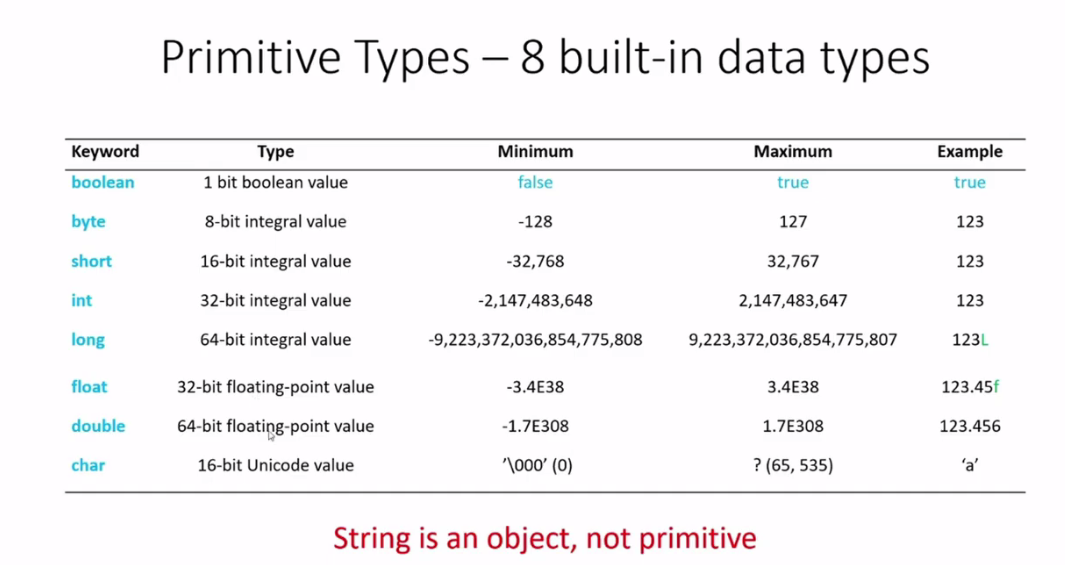 Primitive Types – 8 built-in data types
Keyword Type Minimum Maximum Example
boolean 1 bit boolean value false true true
byte 8-bit integral value -128 127 123
short 16-bit integral value -32,768 32,767 123
int 32-bit integral value -2,147,483,648 2,147,483,647 123
long 64-bit integral value -9,223,372,036,854,775,808 9,223,372,036,854,775,807 123L
float 32-bit floating-point value -3.4E38 3.4E38 123.45f
double 64-bit floating-point value -1.7E308 1.7E308 123.456
char 16-bit Unicode value '\000' (0) ? (65, 535) ‘a’
String is an object, not primitive